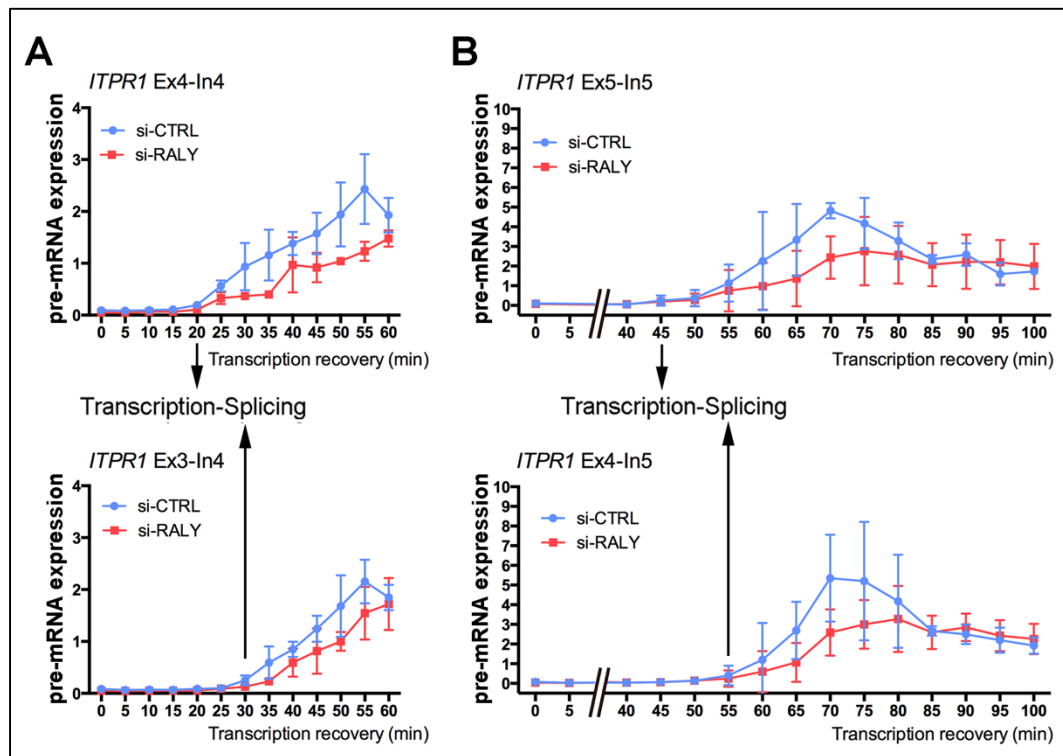 A
B
ITPR1 Ex4-In4
pre-mRNA expression
4
3
2
1
0
si-CTRL
si-RALY
0 5 10 15 20 25 30 35 40 45 50 55 60
Transcription recovery (min)
ITPR1 Ex5-In5
pre-mRNA expression
10
9
8
7
6
5
4
3
2
1
0
si-CTRL
si-RALY
0 5 40 45 50 55 60 65 70 75 80 85 90 95 100
Transcription recovery (min)
Transcription-Splicing
Transcription-Splicing
ITPR1 Ex3-In4
pre-mRNA expression
4
3
2
1
0
si-CTRL
si-RALY
0 5 10 15 20 25 30 35 40 45 50 55 60
Transcription recovery (min)
ITPR1 Ex4-In5
pre-mRNA expression
10
9
8
7
6
5
4
3
2
1
0
si-CTRL
si-RALY
0 5 40 45 50 55 60 65 70 75 80 85 90 95 100
Transcription recovery (min)